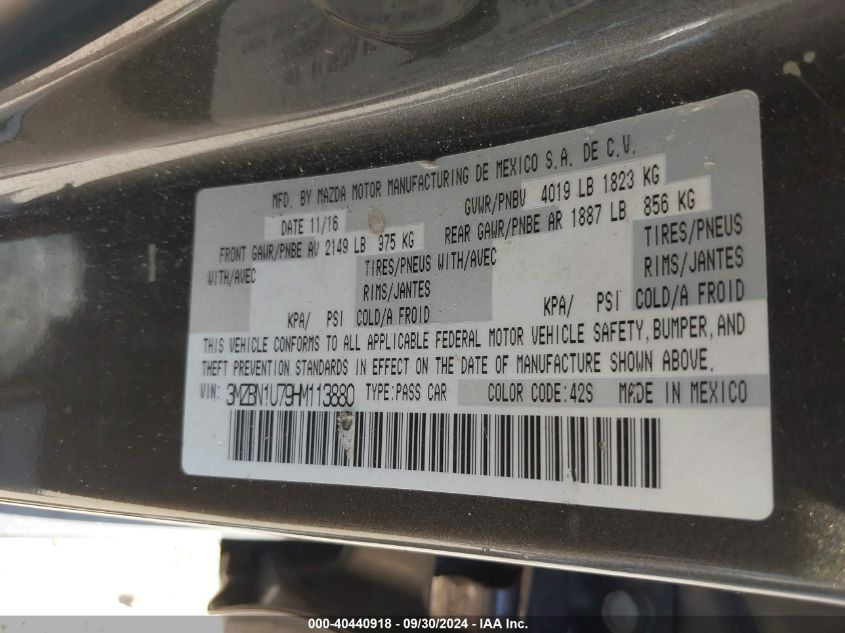 MFD. BY MAZDA MOTOR MANUFACTURING DE MEXICO S.A. DE C.V.
DATE 11/16 GVWR/PNBV 4019 LB 1823 KG
FRONT GAWR/PNBE AV 2149 LB 975 KG REAR GAWR/PNBE AR 1887 LB 856 KG
WITH/AVEC TIRES/PNEUS WITH/AVEC TIRES/PNEUS
RIMS/JANTES RIMS/JANTES
KPA/ PSI COLD/A FROID KPA/ PSI COLD/A FROID
THIS VEHICLE CONFORMS TO ALL APPLICABLE FEDERAL MOTOR VEHICLE SAFETY, BUMPER, AND
THEFT PREVENTION STANDARDS IN EFFECT ON THE DATE OF MANUFACTURE SHOWN ABOVE.
VIN: 3MZBN1U79HM113880 TYPE:PASS CAR COLOR CODE:42S MADE IN MEXICO
000-40440918 - 09/30/2024 - IAA Inc.